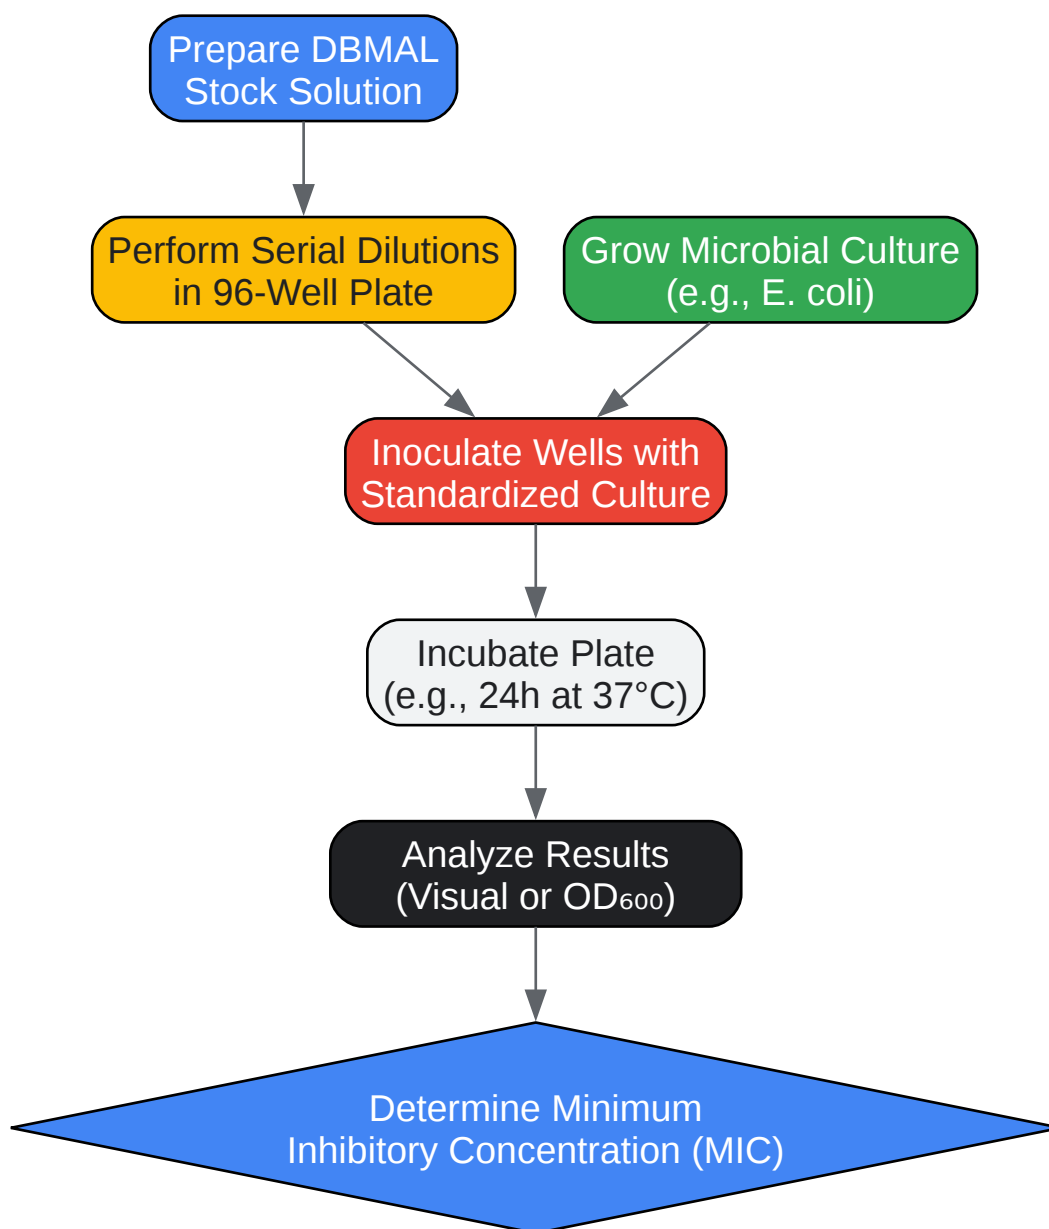 Prepare DBMAL
Stock Solution
Perform Serial Dilutions
in 96-Well Plate
Grow Microbial Culture
(e.g., E. coli)
Inoculate Wells with
Standardized Culture
Incubate Plate
(e.g., 24h at 37°C)
Analyze Results
(Visual or OD₆₀₀)
Determine Minimum
Inhibitory Concentration (MIC)